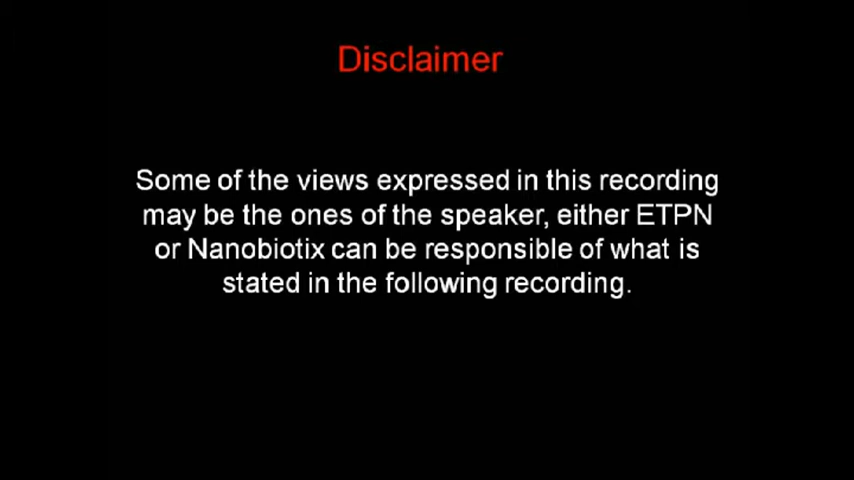 Disclaimer
Some of the views expressed in this recording
may be the ones of the speaker, either ETPN
or Nanobiotix can be responsible of what is
stated in the following recording.